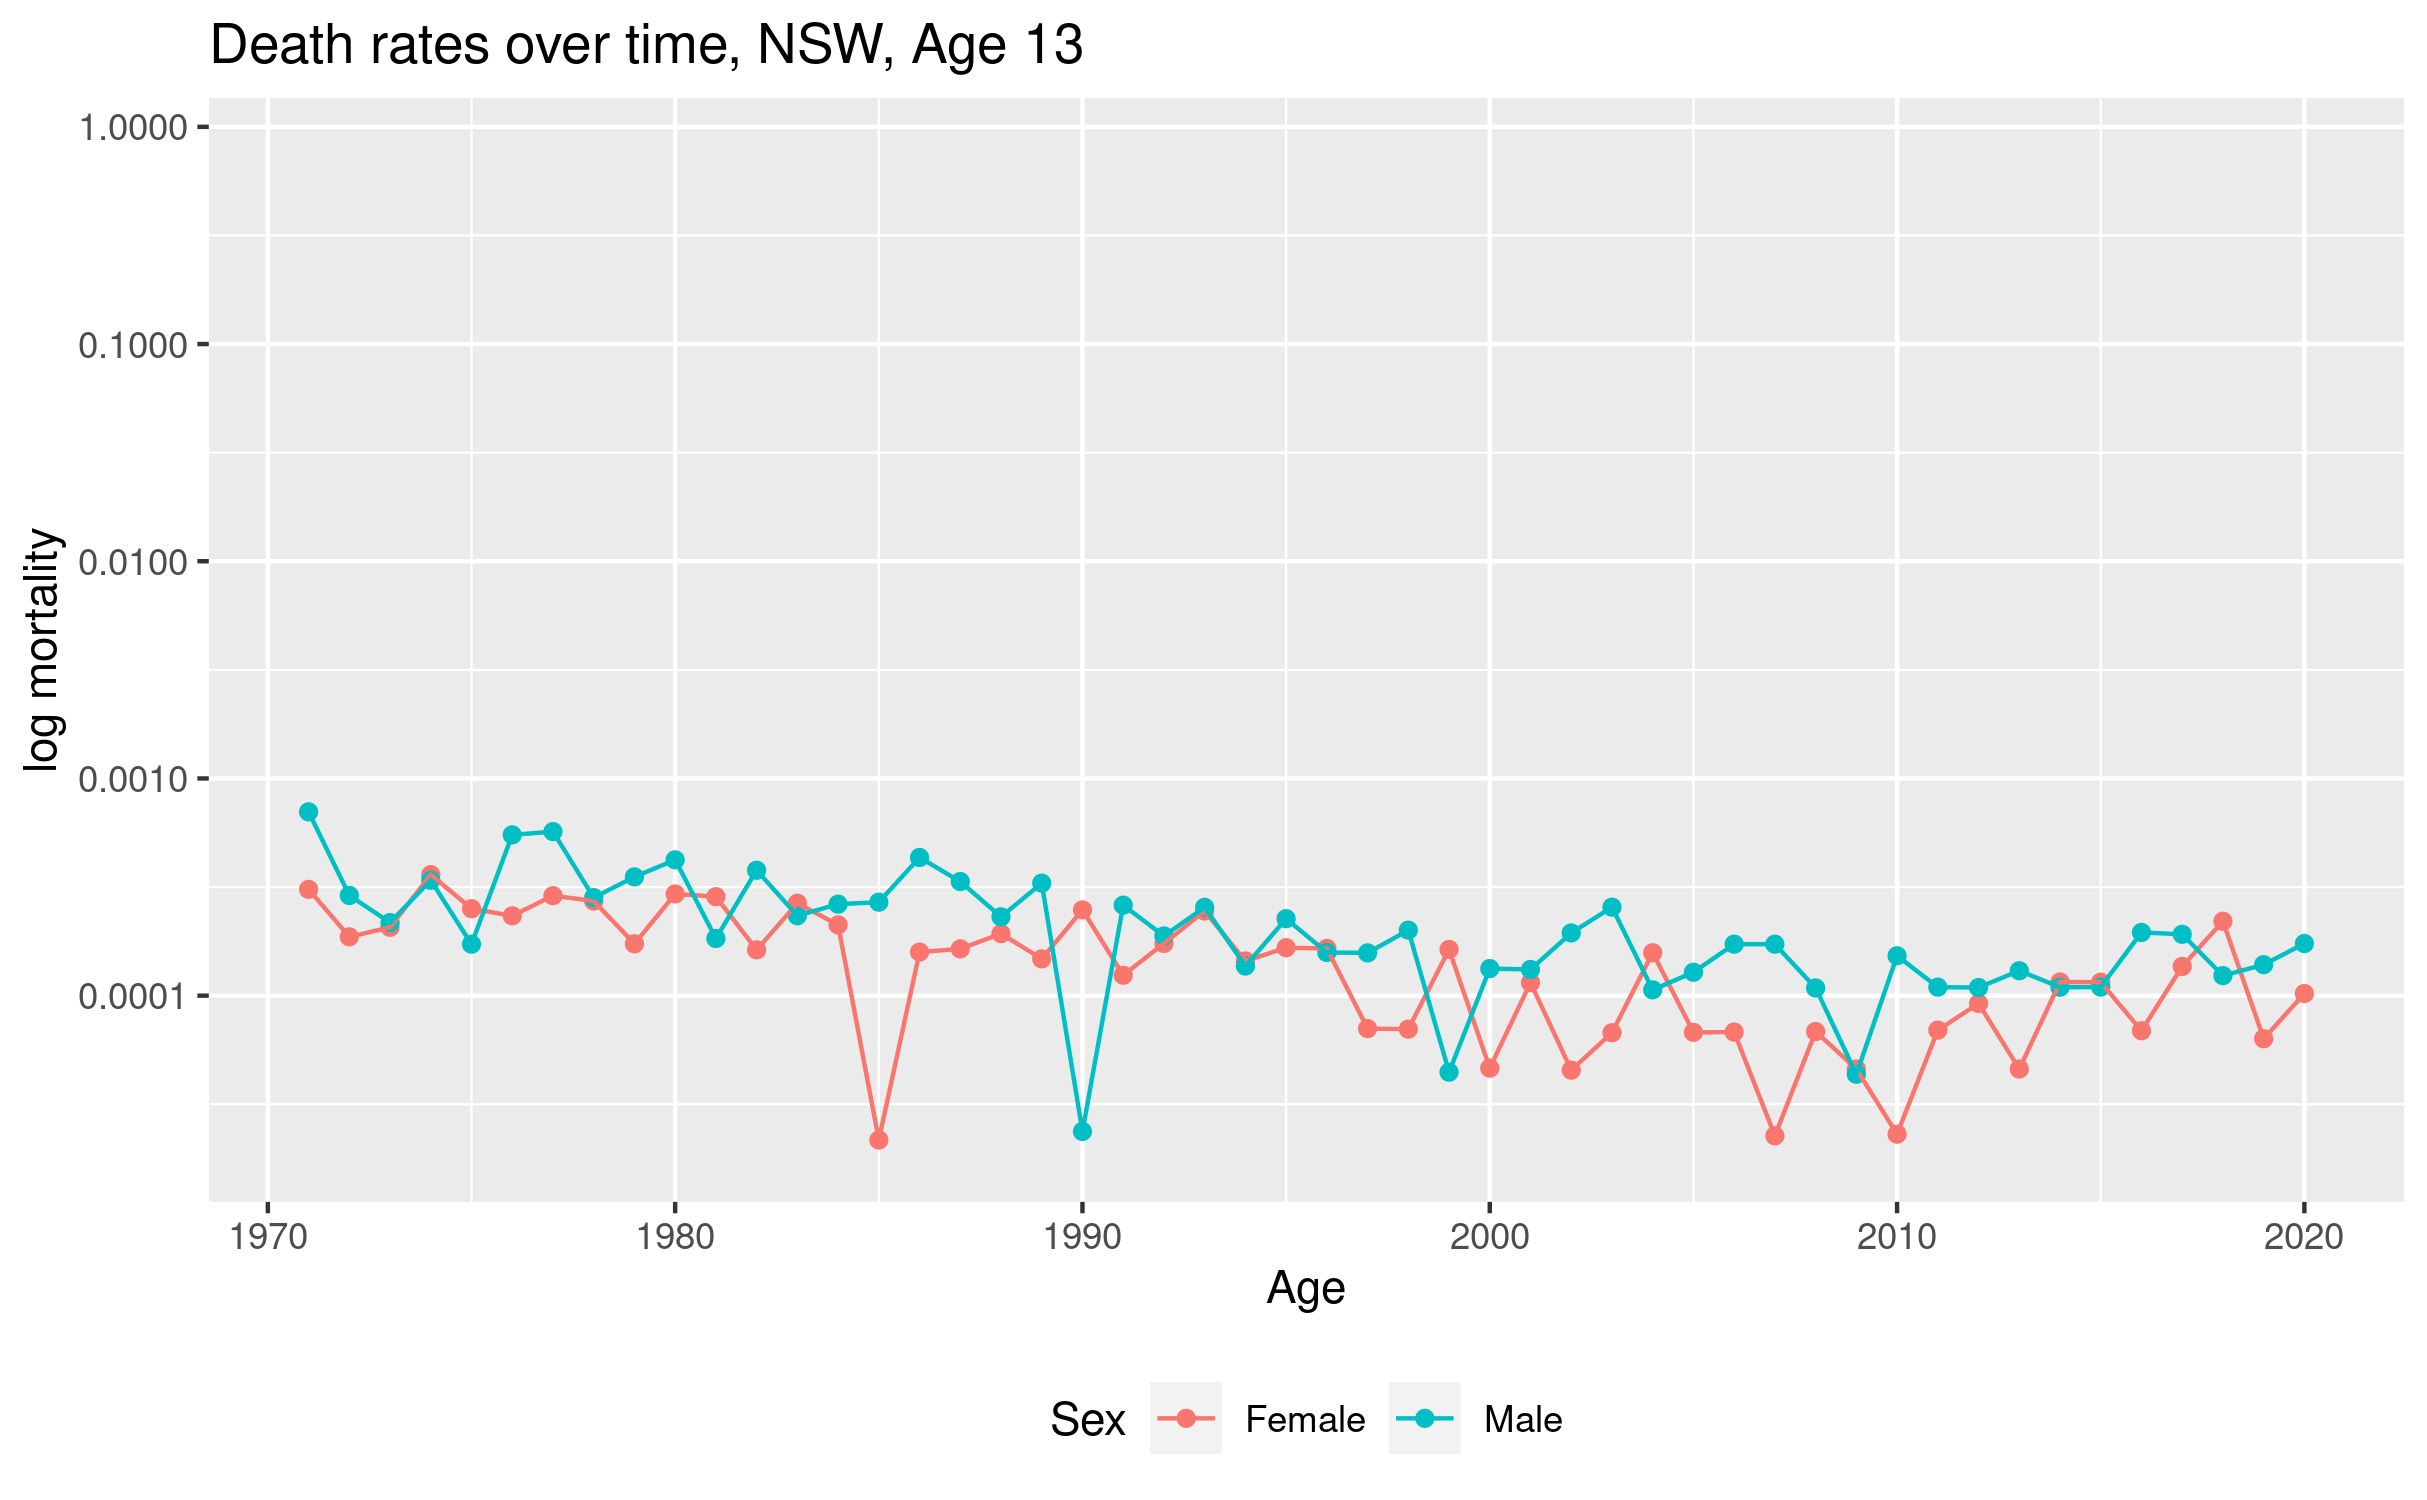 Death rates over time, NSW, Age 13
1.0000
0.1000
0.0100
0.0010
0.0001
log mortality
1970 1980 1990 2000 2010 2020
Age
Sex Female Male